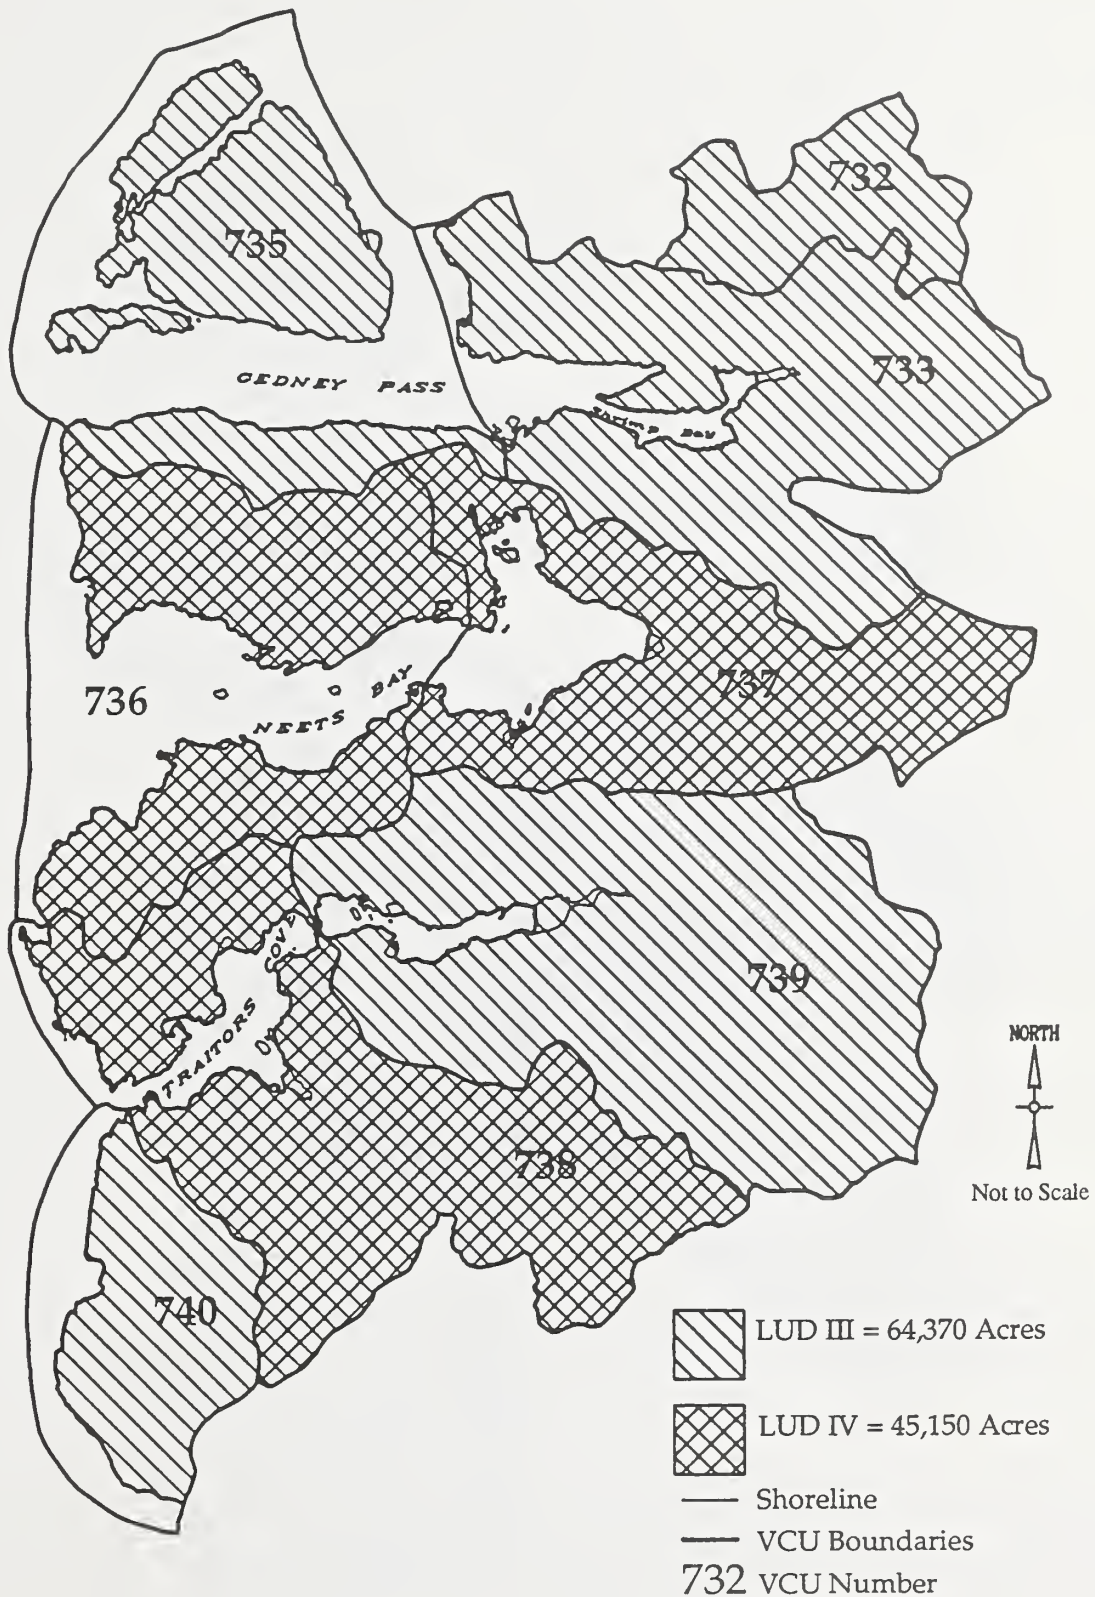 732
735
733
GEDNEY PASS
Shrimp Bay
737
736
NEETS BAY
739
TRAITORS COVE
NORTH
Not to Scale
738
740
LUD III = 64,370 Acres
LUD IV = 45,150 Acres
Shoreline
VCU Boundaries
732 VCU Number